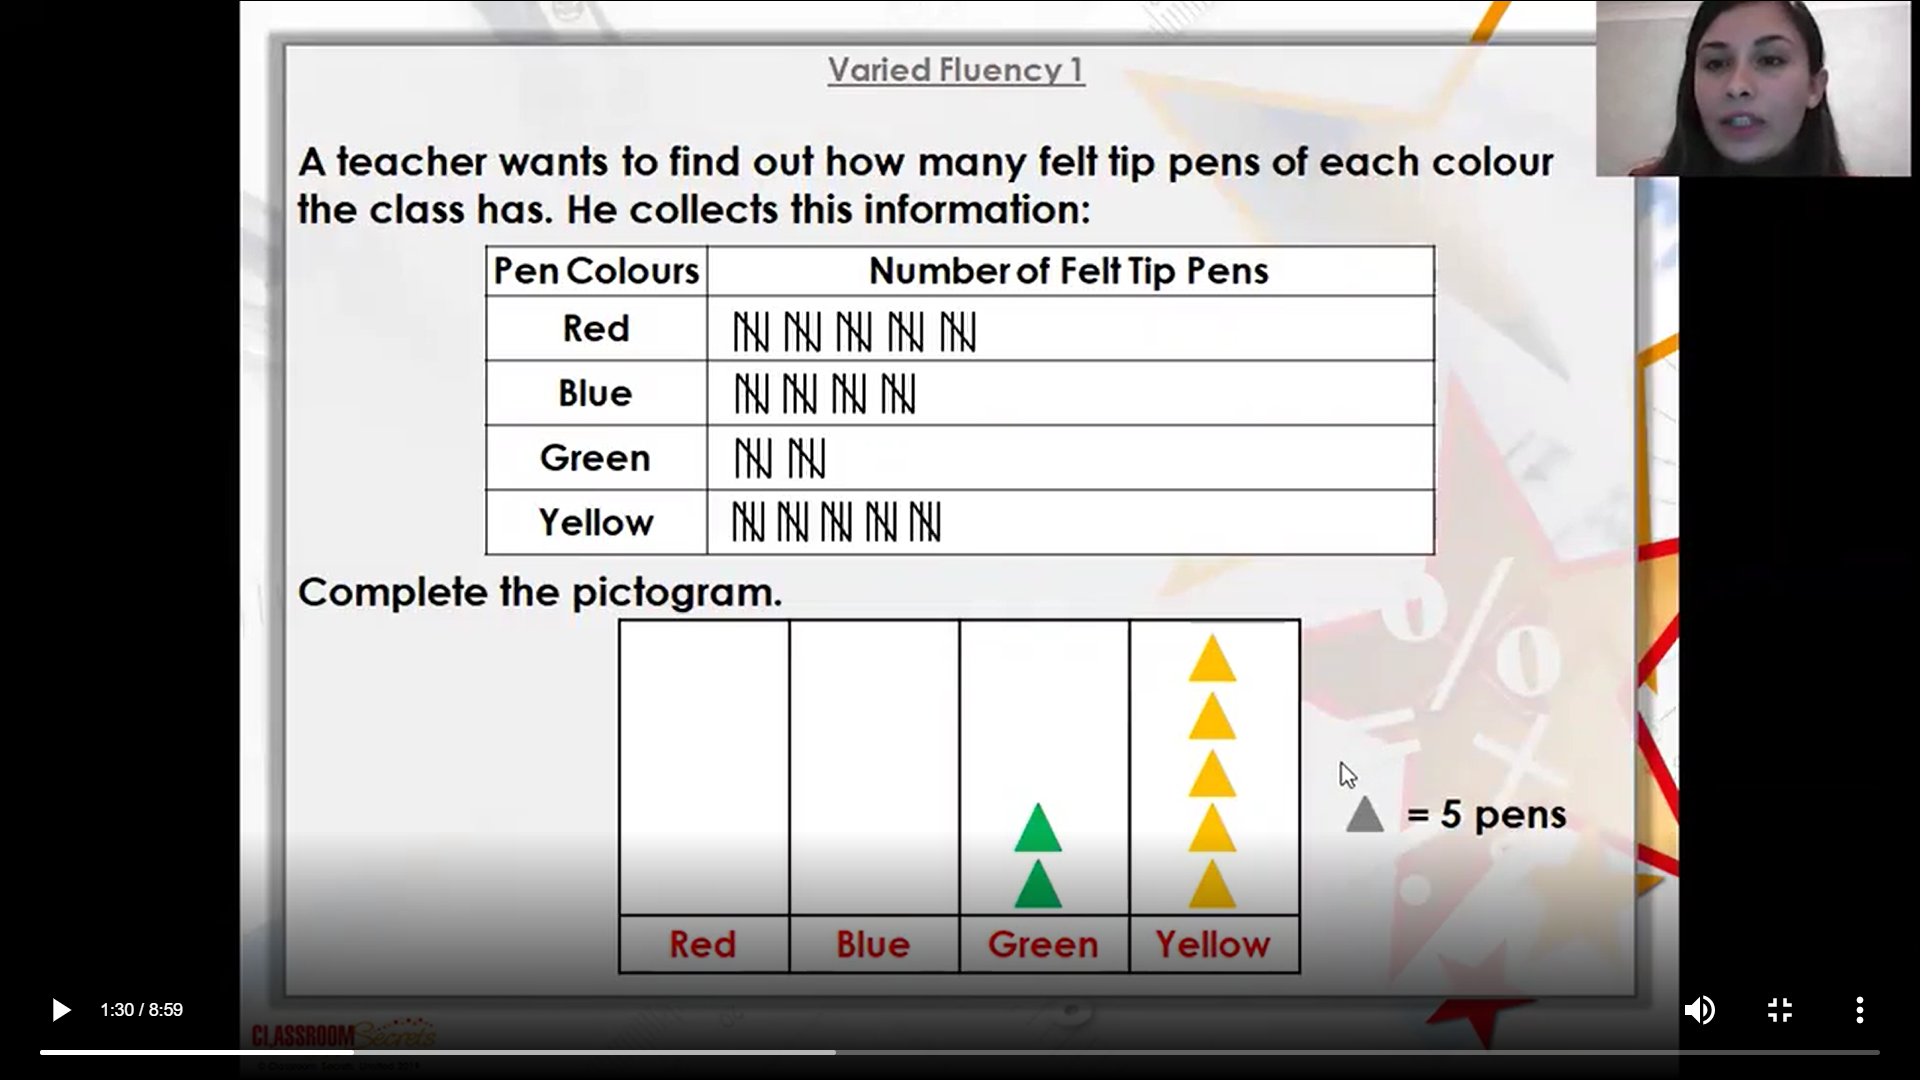 Varied Fluency 1
A teacher wants to find out how many felt tip pens of each colour
the class has. He collects this information:
Pen Colours Number of Felt Tip Pens
Red
Blue
Green
Yellow
Complete the pictogram.
= 5 pens
Red Blue Green Yellow
1:30 / 8:59
CLASSROOM Secrets